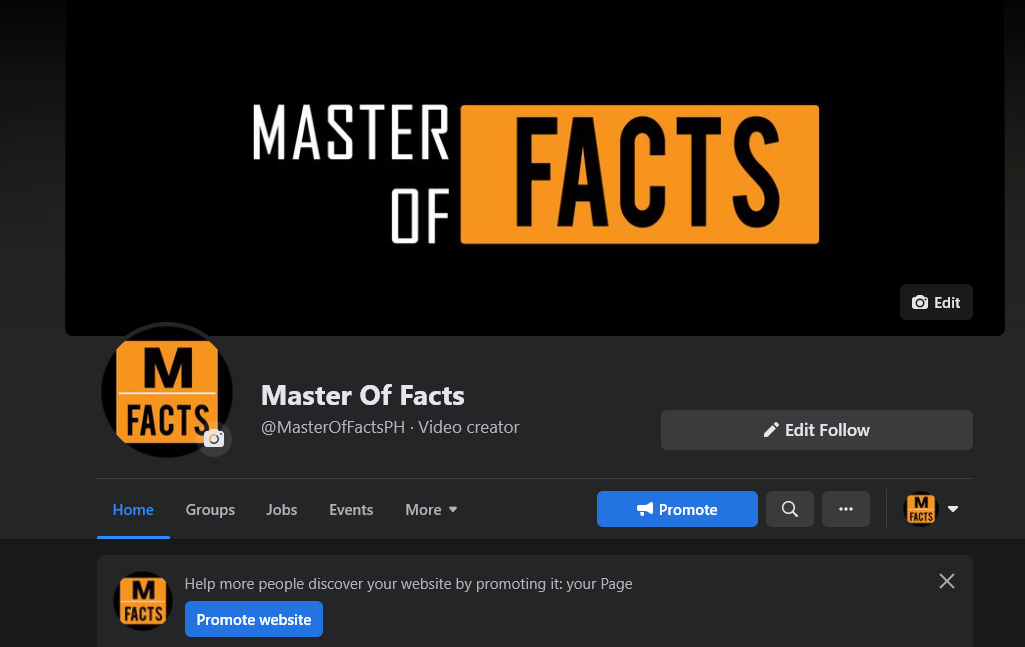 MASTER
OF
FACTS
Edit
M
FACTS
Master Of Facts
@MasterOfFactsPH · Video creator
Edit Follow
Home
Groups
Jobs
Events
More
Promote
M
FACTS
M
FACTS
Help more people discover your website by promoting it: your Page
Promote website